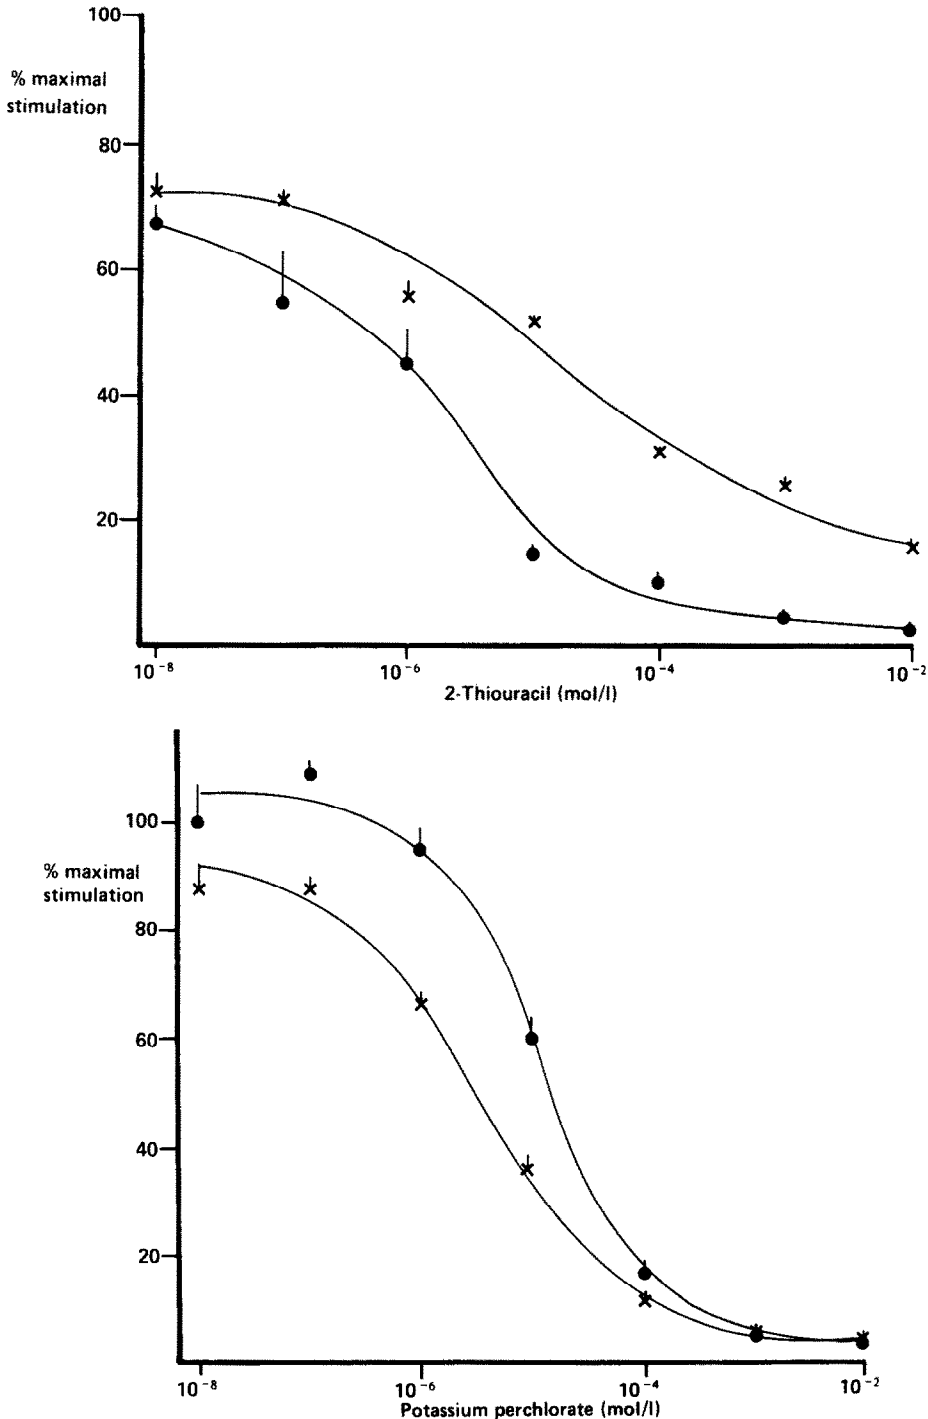 100
% maximal
stimulation
80
60
40
20
10⁻⁸ 10⁻⁶ 10⁻⁴ 10⁻²
2-Thiouracil (mol/l)
100
% maximal
stimulation
80
60
40
20
10⁻⁸ 10⁻⁶ 10⁻⁴ 10⁻²
Potassium perchlorate (mol/l)